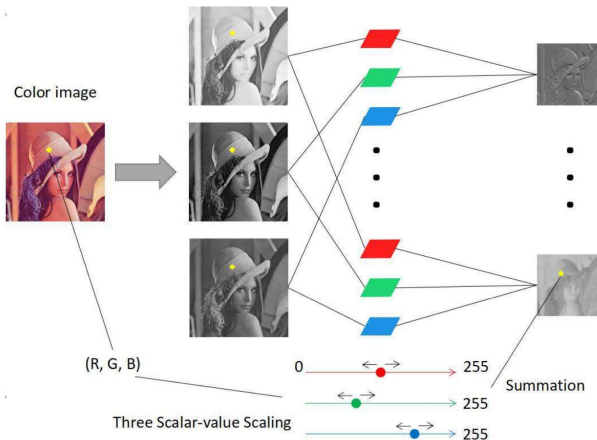 Color image
(R, G, B)
0
255
255
255
Summation
Three Scalar-value Scaling